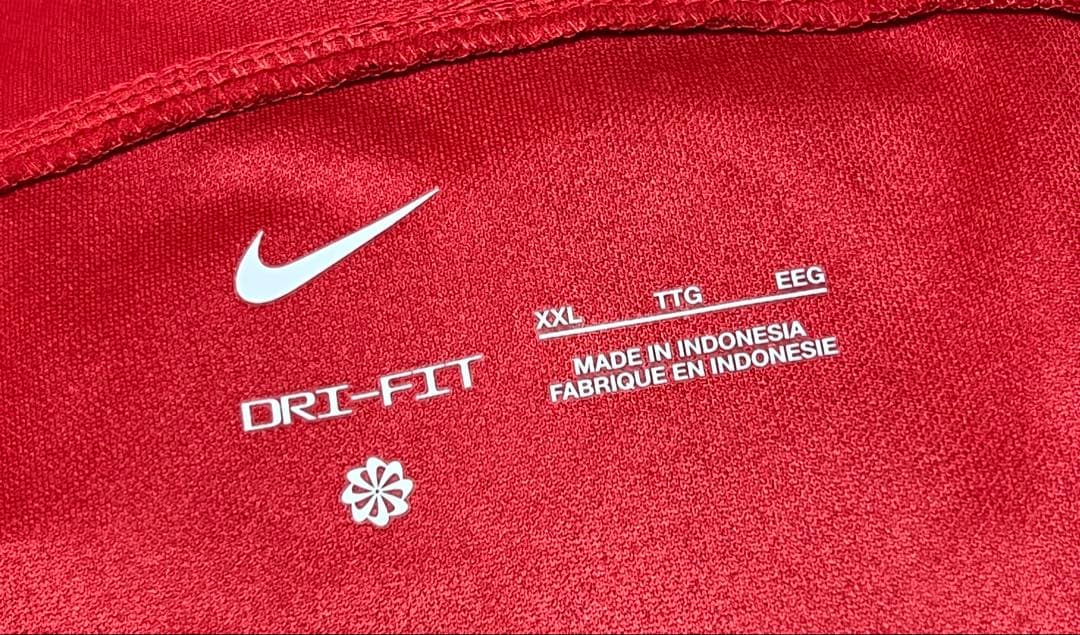 DRI-FIT
XXL TTG EEG
MADE IN INDONESIA
FABRIQUE EN INDONESIE